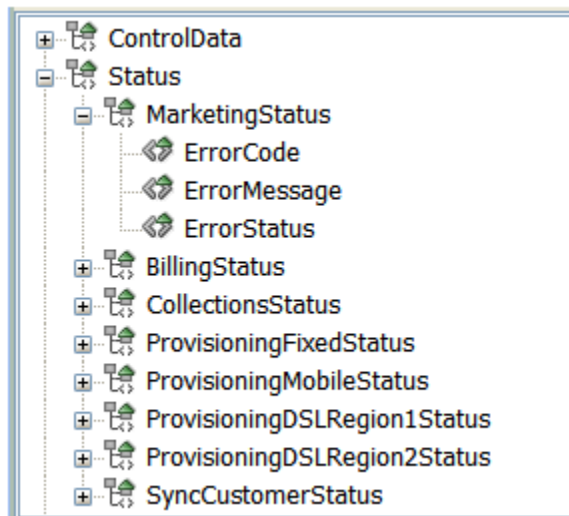 ControlData
Status
MarketingStatus
ErrorCode
ErrorMessage
ErrorStatus
BillingStatus
CollectionsStatus
ProvisioningFixedStatus
ProvisioningMobileStatus
ProvisioningDSLRegion1Status
ProvisioningDSLRegion2Status
SyncCustomerStatus